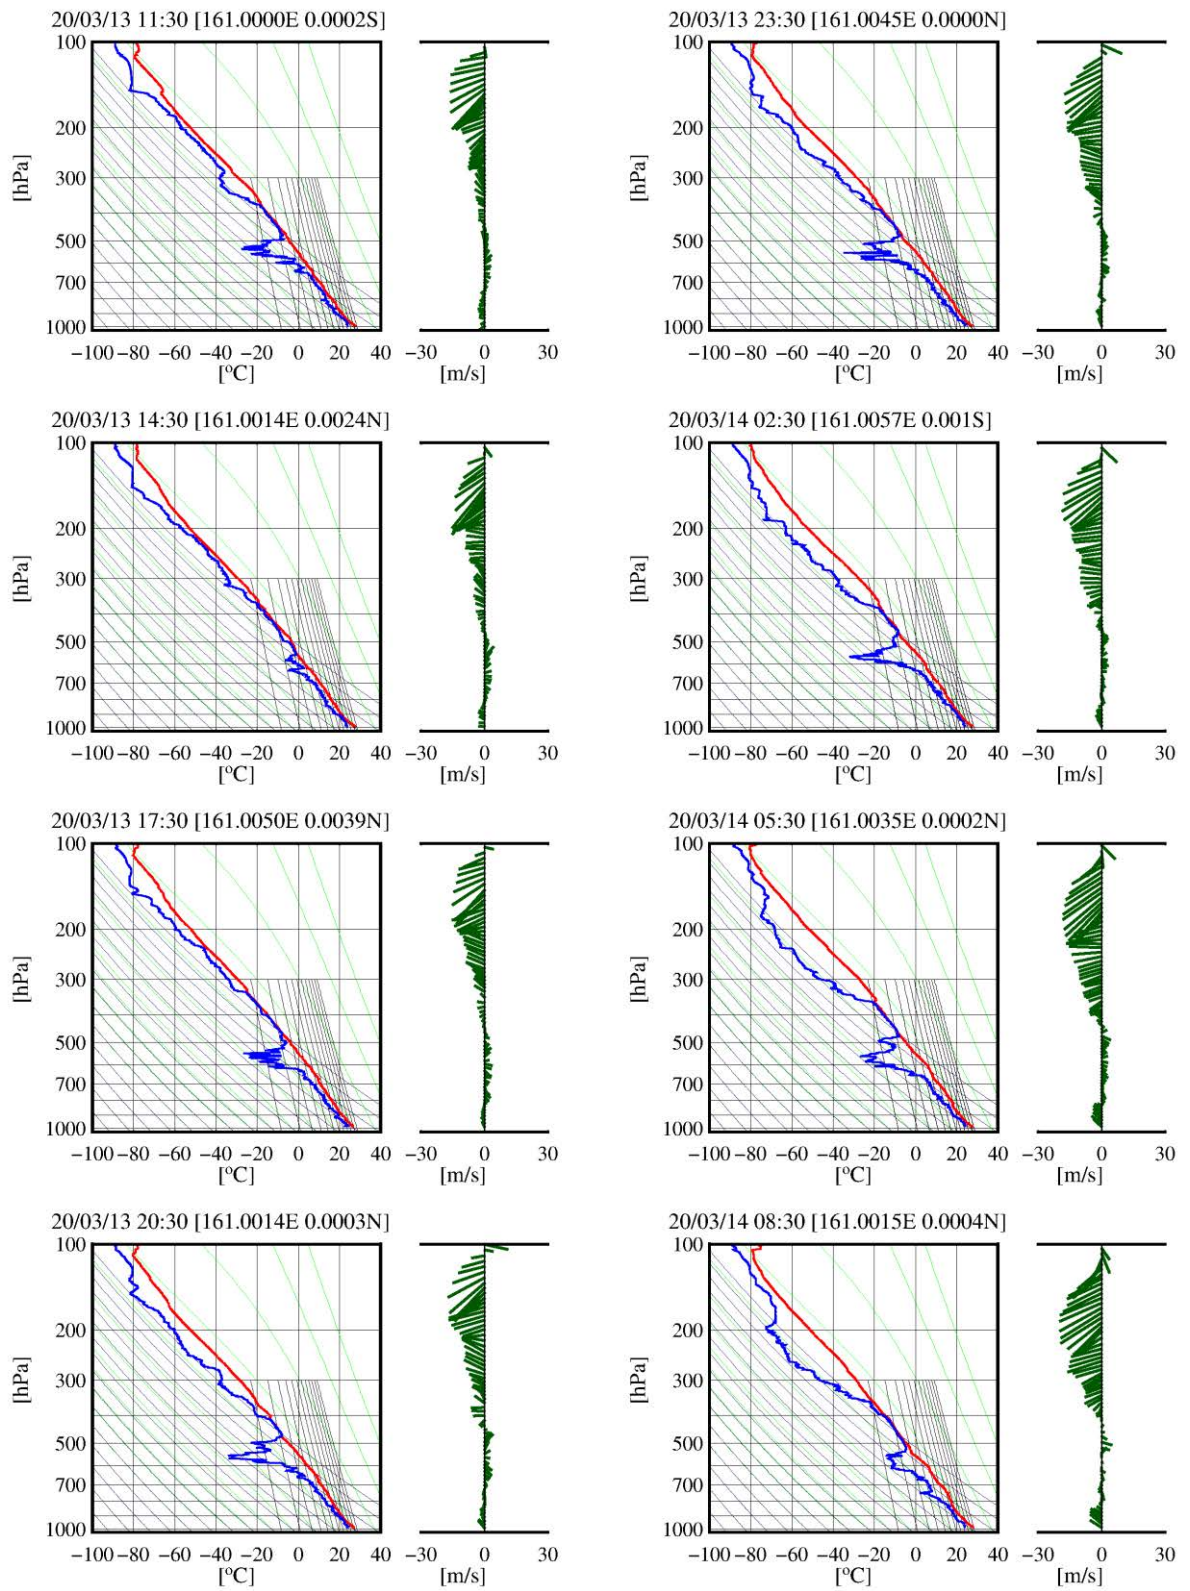 20/03/13 11:30 [161.0000E 0.0002S]
100
200
300
500
700
1000
[hPa]
−100 −80 −60 −40 −20 0 20 40
[°C]
−30 0 30
[m/s]
20/03/13 23:30 [161.0045E 0.0000N]
100
200
300
500
700
1000
[hPa]
−100 −80 −60 −40 −20 0 20 40
[°C]
−30 0 30
[m/s]
20/03/13 14:30 [161.0014E 0.0024N]
100
200
300
500
700
1000
[hPa]
−100 −80 −60 −40 −20 0 20 40
[°C]
−30 0 30
[m/s]
20/03/14 02:30 [161.0057E 0.001S]
100
200
300
500
700
1000
[hPa]
−100 −80 −60 −40 −20 0 20 40
[°C]
−30 0 30
[m/s]
20/03/13 17:30 [161.0050E 0.0039N]
100
200
300
500
700
1000
[hPa]
−100 −80 −60 −40 −20 0 20 40
[°C]
−30 0 30
[m/s]
20/03/14 05:30 [161.0035E 0.0002N]
100
200
300
500
700
1000
[hPa]
−100 −80 −60 −40 −20 0 20 40
[°C]
−30 0 30
[m/s]
20/03/13 20:30 [161.0014E 0.0003N]
100
200
300
500
700
1000
[hPa]
−100 −80 −60 −40 −20 0 20 40
[°C]
−30 0 30
[m/s]
20/03/14 08:30 [161.0015E 0.0004N]
100
200
300
500
700
1000
[hPa]
−100 −80 −60 −40 −20 0 20 40
[°C]
−30 0 30
[m/s]